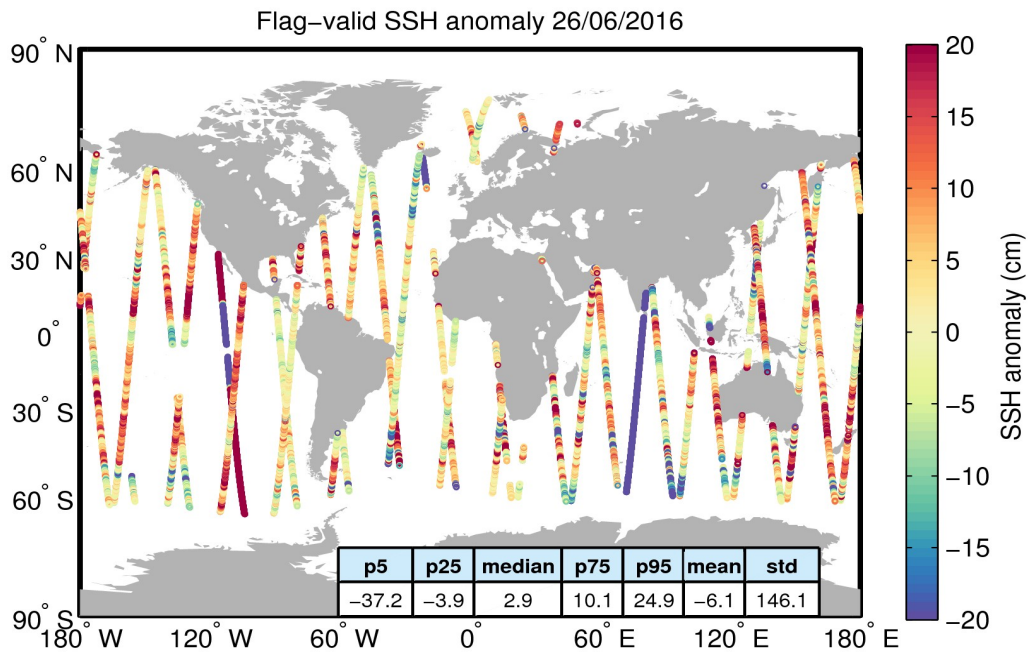 Flag−valid SSH anomaly 26/06/2016
90° N
60° N
30° N
0°
30° S
60° S
90° S
180° W
120° W
60° W
0°
60° E
120° E
180° E
p5 p25 median p75 p95 mean std
−37.2 −3.9 2.9 10.1 24.9 −6.1 146.1
20
15
10
5
0
−5
−10
−15
−20
SSH anomaly (cm)